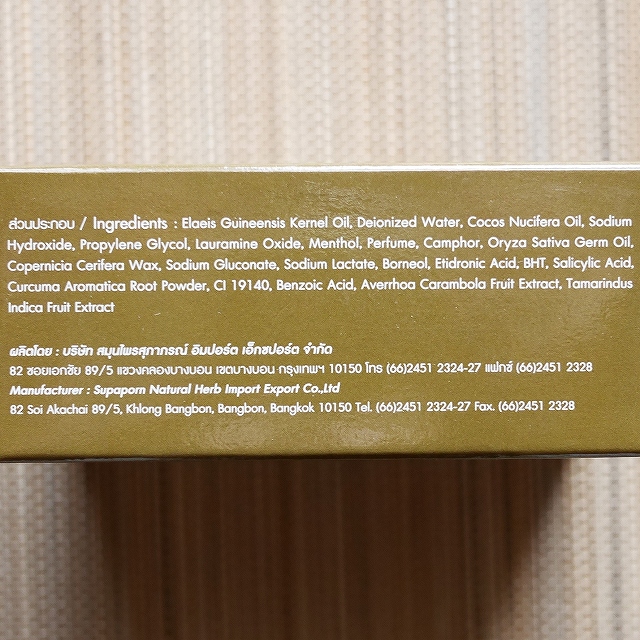 ส่วนประกอบ / Ingredients : Elaeis Guineensis Kernel Oil, Deionized Water, Cocos Nucifera Oil, Sodium
Hydroxide, Propylene Glycol, Lauramine Oxide, Menthol, Perfume, Camphor, Oryza Sativa Germ Oil,
Copernicia Cerifera Wax, Sodium Gluconate, Sodium Lactate, Borneol, Etidronic Acid, BHT, Salicylic Acid,
Curcuma Aromatica Root Powder, CI 19140, Benzoic Acid, Averrhoa Carambola Fruit Extract, Tamarindus
Indica Fruit Extract
ผลิตโดย : บริษัท สมุนไพรสุภาภรณ์ อิมปอร์ต เอ็กซปอร์ต จำกัด
82 ซอยเอกชัย 89/5 แขวงคลองบางบอน เขตบางบอน กรุงเทพฯ 10150 โทร (66)2451 2324-27 แฟกซ์ (66)2451 2328
Manufacturer : Supaporn Natural Herb Import Export Co.,Ltd
82 Soi Akachai 89/5, Khlong Bangbon, Bangbon, Bangkok 10150 Tel. (66)2451 2324-27 Fax. (66)2451 2328